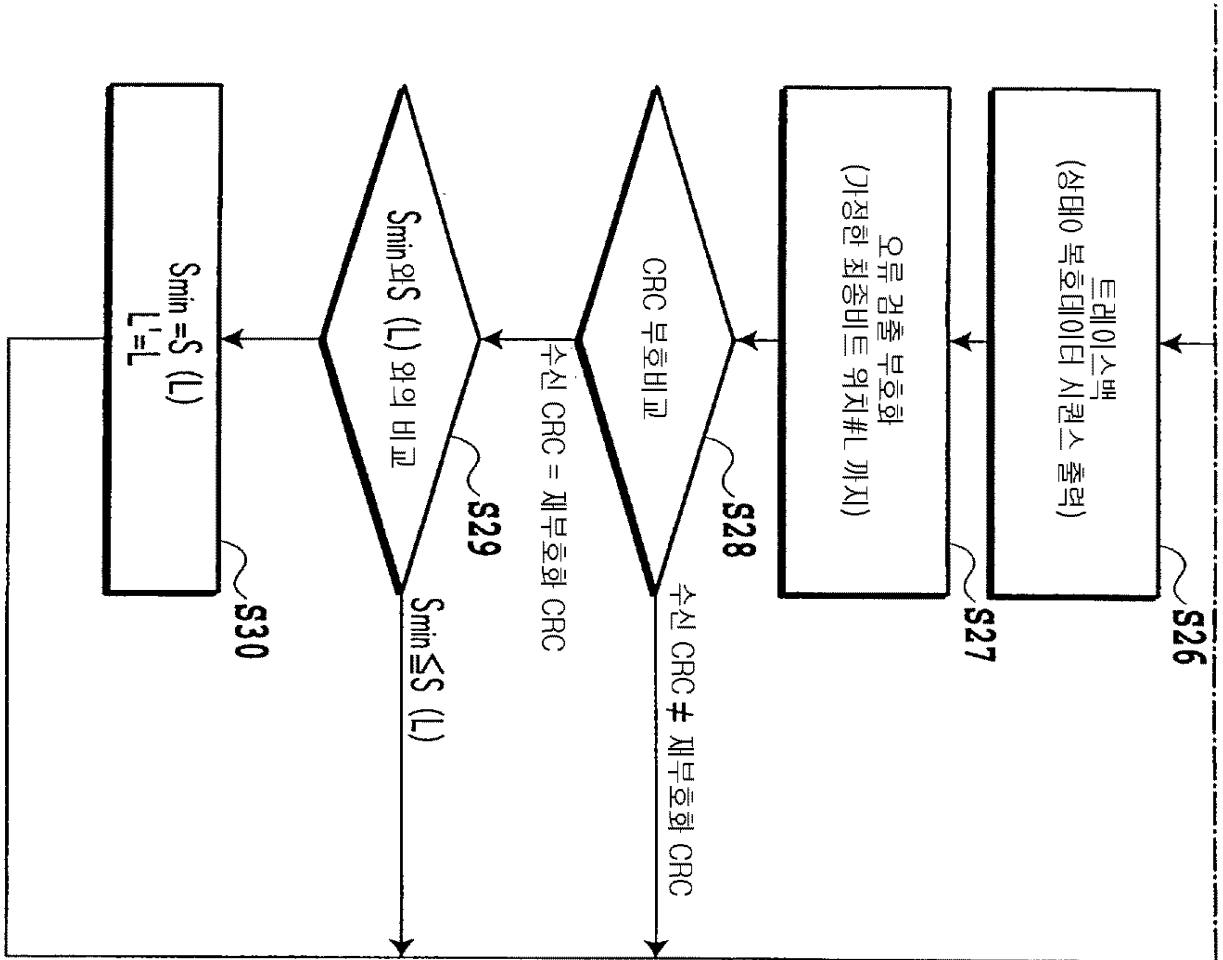 트레이스백
(상태0 복호데이터 시퀀스 출력)
S26
오류 검출 부호화
(가정한 최종비트 위치#L 까지)
S27
CRC 부호비교
S28
수신 CRC ≠ 재부호화 CRC
수신 CRC = 재부호화 CRC
Smin와S (L) 와의 비교
S29
Smin≦S (L)
Smin=S (L)
L'=L
S30